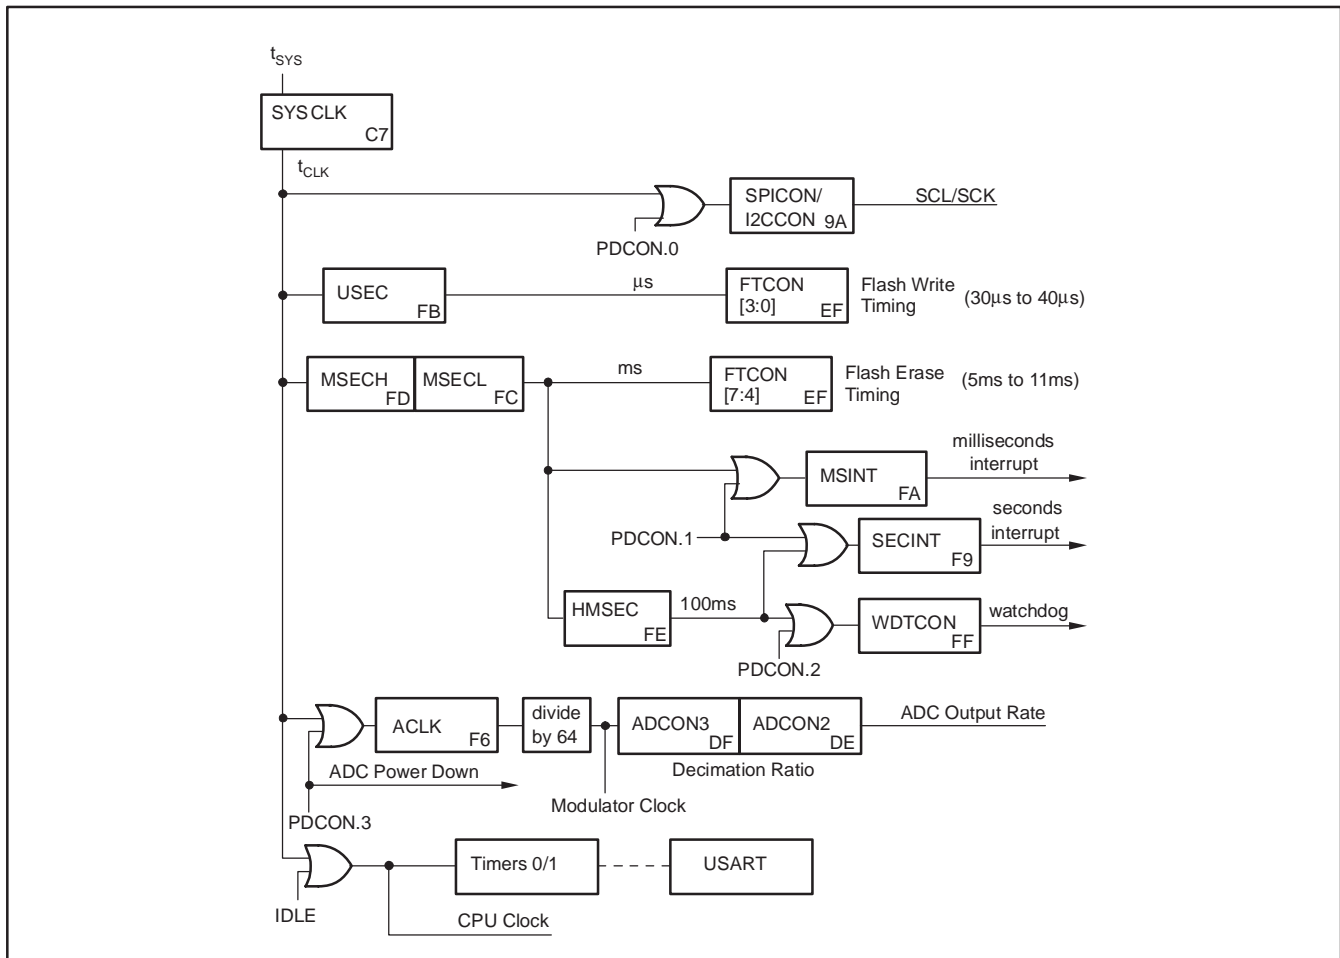 tSYS
SYS CLK
C7
tCLK
SPICON/
I2CCON 9A
SCL/SCK
PDCON.0
USEC
FB
μs
FTCON
[3:0]
EF
Flash Write
Timing
(30μs to 40μs)
MSECH
FD
MSECL
FC
ms
FTCON
[7:4]
EF
Flash Erase
Timing
(5ms to 11ms)
milliseconds
interrupt
MSINT
FA
PDCON.1
seconds
interrupt
SECINT
F9
HMSEC
FE
100ms
WDTCON
FF
watchdog
PDCON.2
ACLK
F6
divide
by 64
ADCON3
DF
ADCON2
DE
ADC Output Rate
Decimation Ratio
ADC Power Down
Modulator Clock
PDCON.3
Timers 0/1
USART
IDLE
CPU Clock